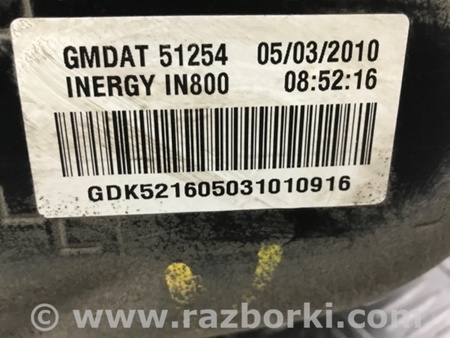 GMDAT 51254 05/03/2010
INERGY IN800 08:52:16
GDK521605031010916
© www.razborki.com